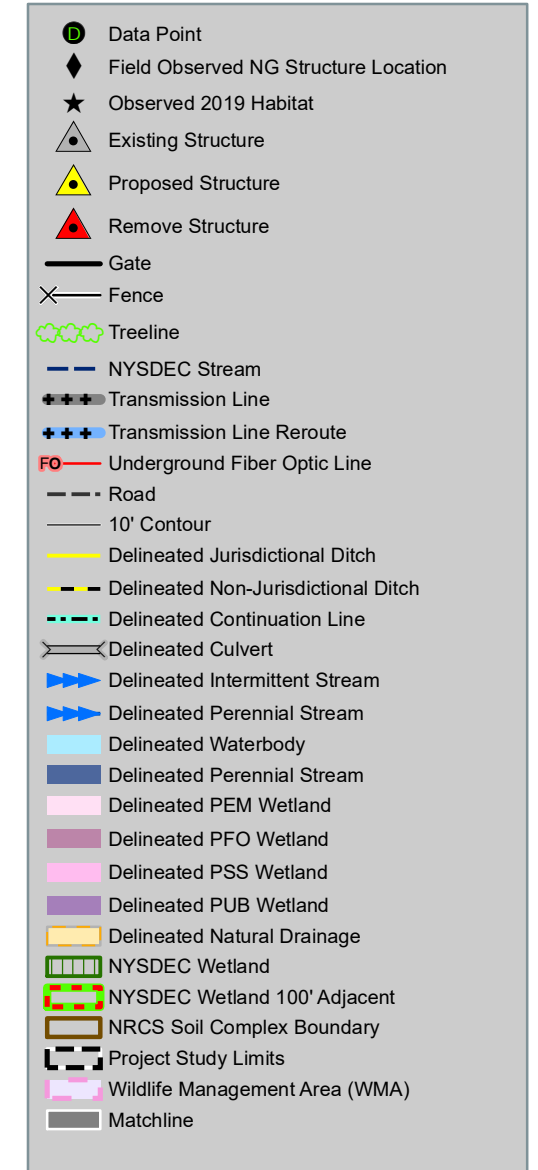 D Data Point
Field Observed NG Structure Location
Observed 2019 Habitat
Existing Structure
Proposed Structure
Remove Structure
Gate
Fence
Treeline
NYSDEC Stream
Transmission Line
Transmission Line Reroute
FO Underground Fiber Optic Line
Road
10' Contour
Delineated Jurisdictional Ditch
Delineated Non-Jurisdictional Ditch
Delineated Continuation Line
Delineated Culvert
Delineated Intermittent Stream
Delineated Perennial Stream
Delineated Waterbody
Delineated Perennial Stream
Delineated PEM Wetland
Delineated PFO Wetland
Delineated PSS Wetland
Delineated PUB Wetland
Delineated Natural Drainage
NYSDEC Wetland
NYSDEC Wetland 100' Adjacent
NRCS Soil Complex Boundary
Project Study Limits
Wildlife Management Area (WMA)
Matchline